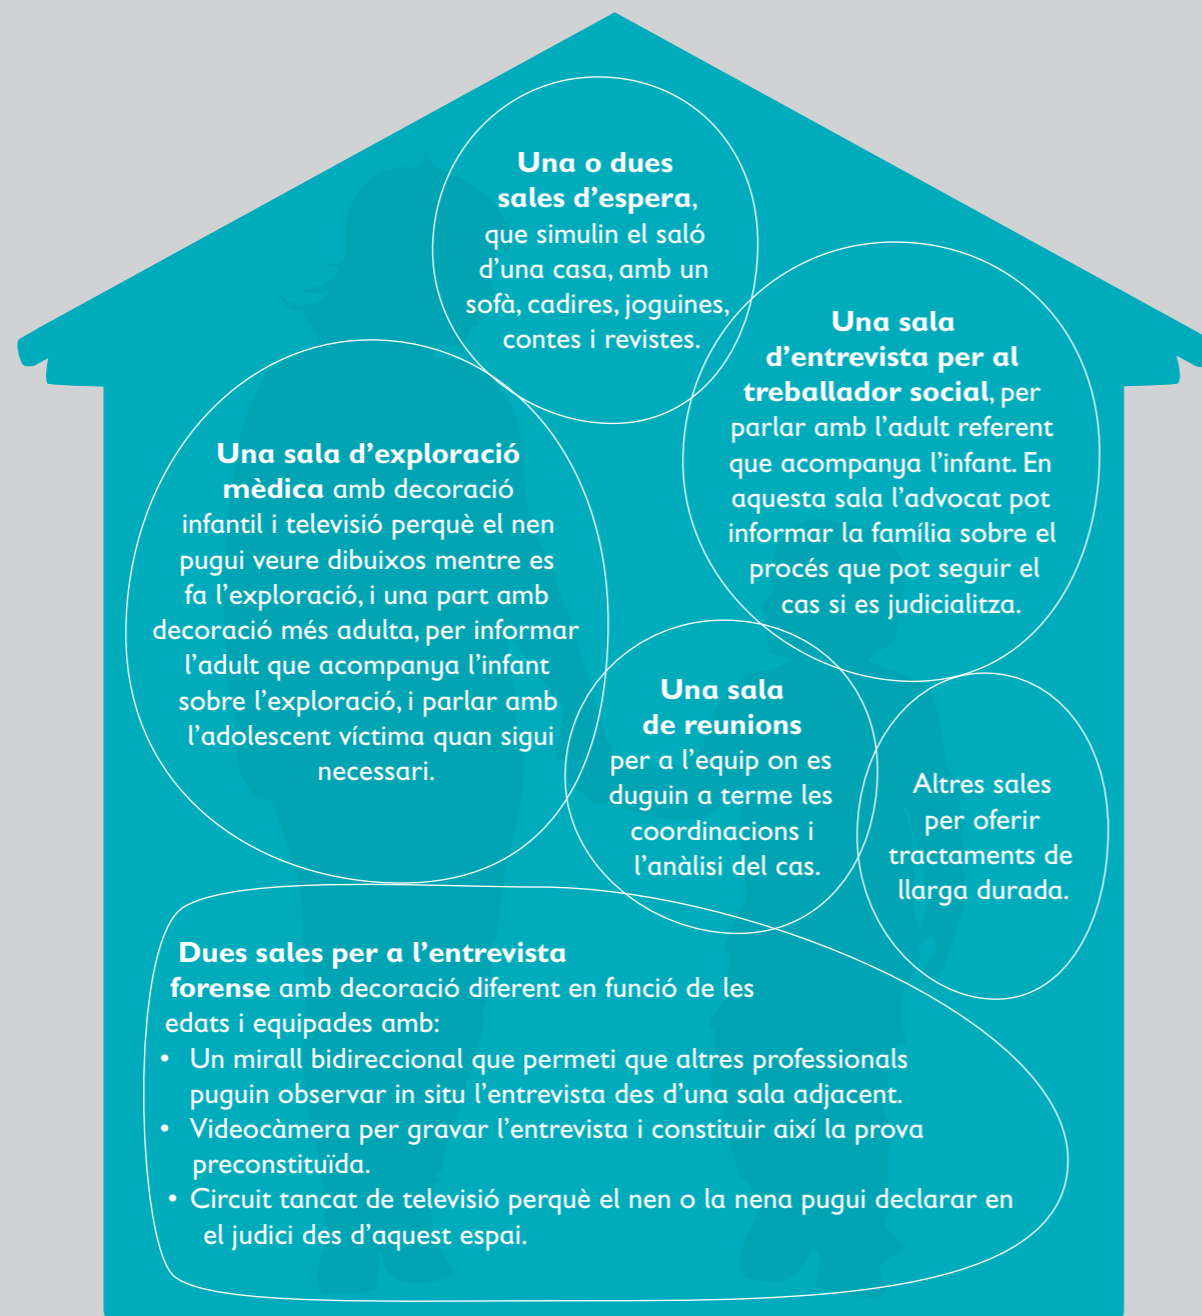 Una o dues
sales d’espera,
que simulin el saló
d’una casa, amb un
sofà, cadires, joguines,
contes i revistes.
Una sala
d’entrevista per al
treballador social, per
parlar amb l’adult referent
que acompanya l’infant. En
aquesta sala l’advocat pot
informar la família sobre el
procés que pot seguir el
cas si es judicialitza.
Una sala d’exploració
mèdica amb decoració
infantil i televisió perquè el nen
pugui veure dibuixos mentre es
fa l’exploració, i una part amb
decoració més adulta, per informar
l’adult que acompanya l’infant
sobre l’exploració, i parlar amb
l’adolescent víctima quan sigui
necessari.
Una sala
de reunions
per a l’equip on es
duguin a terme les
coordinacions i
l’anàlisi del cas.
Altres sales
per oferir
tractaments de
llarga durada.
Dues sales per a l’entrevista
forense amb decoració diferent en funció de les
edats i equipades amb:
• Un mirall bidireccional que permeti que altres professionals
puguin observar in situ l’entrevista des d’una sala adjacent.
• Videocàmera per gravar l’entrevista i constituir així la prova
preconstituïda.
• Circuit tancat de televisió perquè el nen o la nena pugui declarar en
el judici des d’aquest espai.